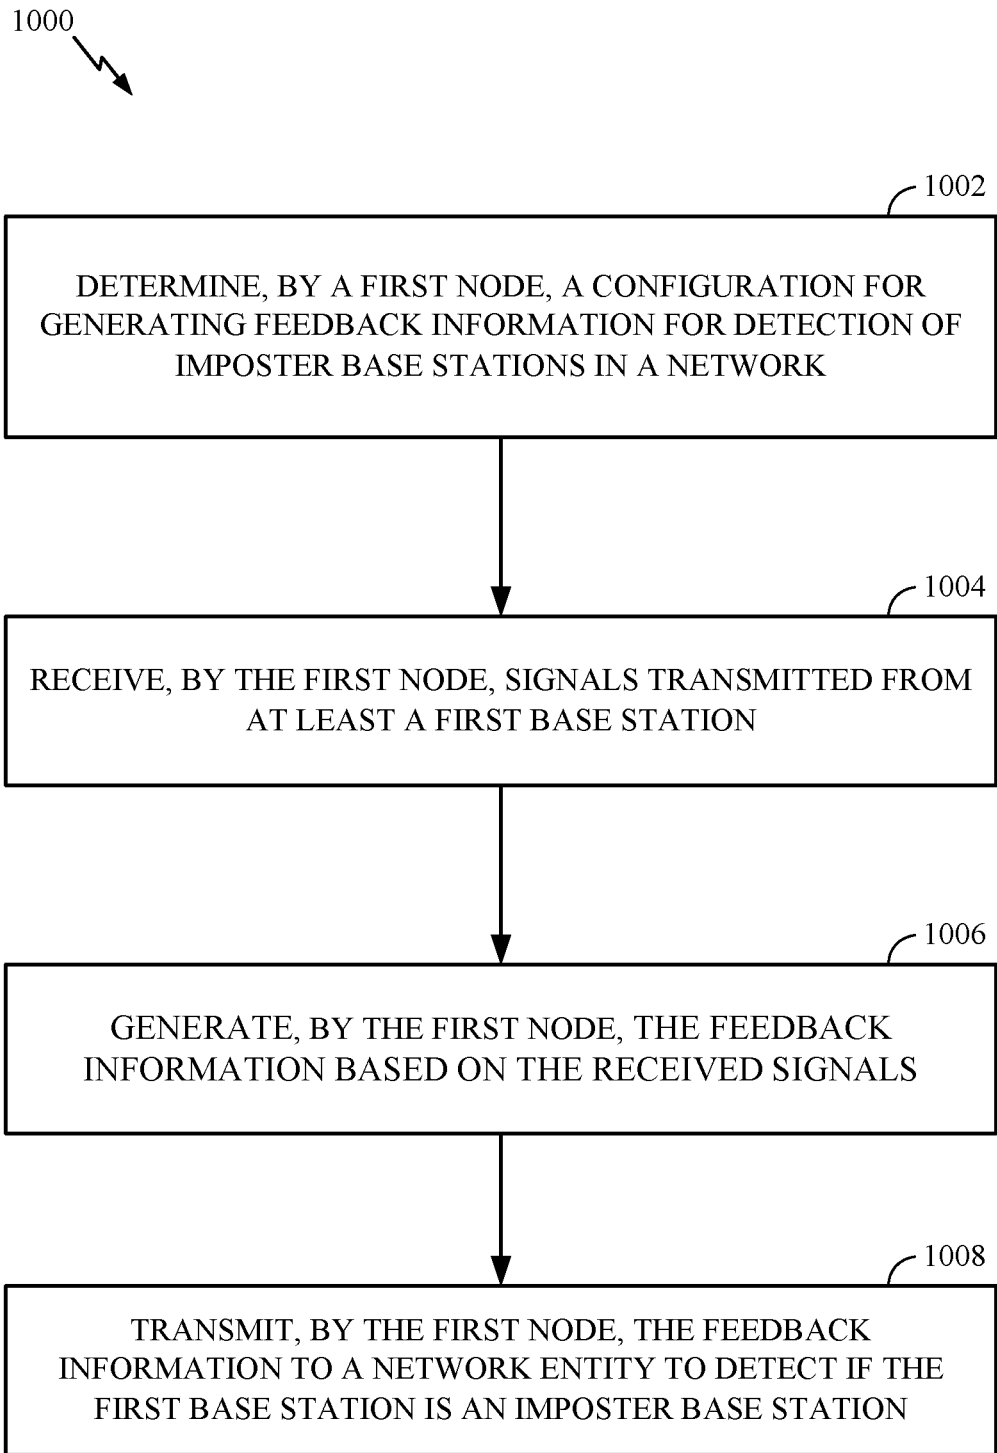 1000
1002
DETERMINE, BY A FIRST NODE, A CONFIGURATION FOR
GENERATING FEEDBACK INFORMATION FOR DETECTION OF
IMPOSTER BASE STATIONS IN A NETWORK
1004
RECEIVE, BY THE FIRST NODE, SIGNALS TRANSMITTED FROM
AT LEAST A FIRST BASE STATION
1006
GENERATE, BY THE FIRST NODE, THE FEEDBACK
INFORMATION BASED ON THE RECEIVED SIGNALS
1008
TRANSMIT, BY THE FIRST NODE, THE FEEDBACK
INFORMATION TO A NETWORK ENTITY TO DETECT IF THE
FIRST BASE STATION IS AN IMPOSTER BASE STATION